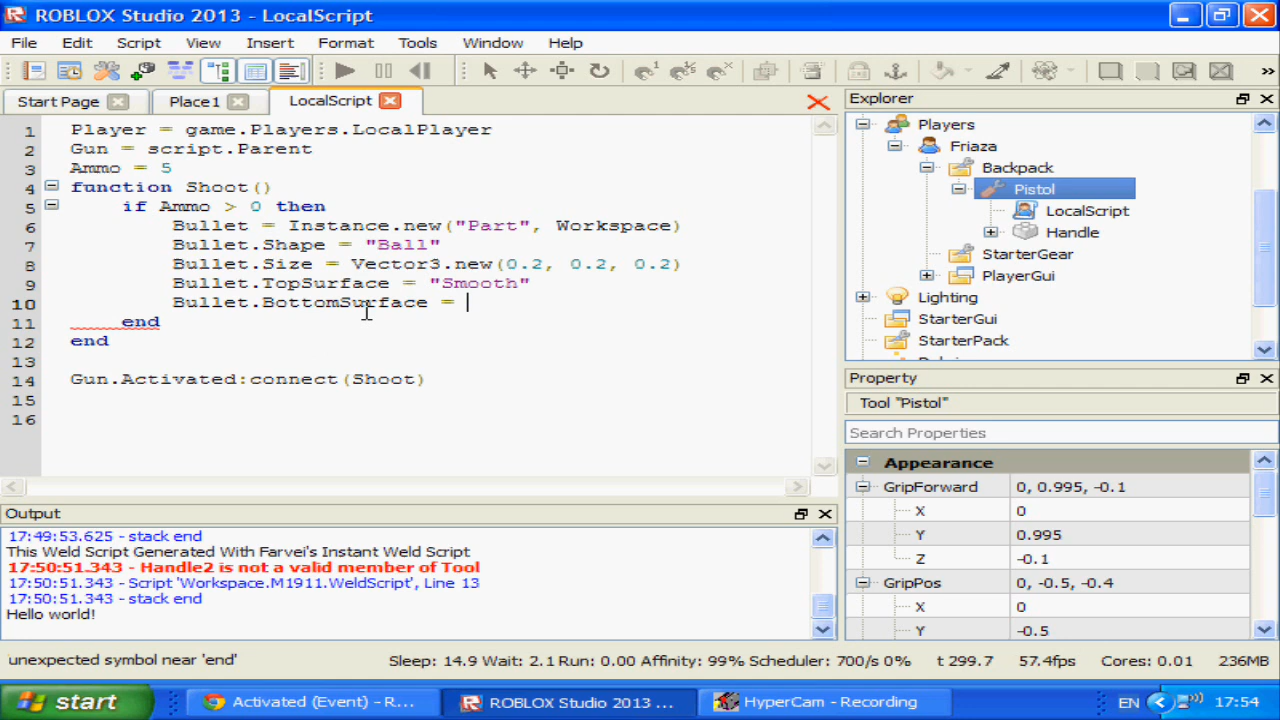 ROBLOX Studio 2013 - LocalScript
File Edit Script View Insert Format Tools Window Help
Start Page Place1 LocalScript
1 Player = game.Players.LocalPlayer
2 Gun = script.Parent
3 Ammo = 5
4 function Shoot()
5 if Ammo > 0 then
6 Bullet = Instance.new("Part", Workspace)
7 Bullet.Shape = "Ball"
8 Bullet.Size = Vector3.new(0.2, 0.2, 0.2)
9 Bullet.TopSurface = "Smooth"
10 Bullet.BottomSurface =
11 end
12 end
13
14 Gun.Activated:connect(Shoot)
15
16
Explorer
Players
Friaza
Backpack
Pistol
LocalScript
Handle
StarterGear
PlayerGui
Lighting
StarterGui
StarterPack
Property
Tool "Pistol"
Search Properties
Appearance
GripForward 0, 0.995, -0.1
X 0
Y 0.995
Z -0.1
GripPos 0, -0.5, -0.4
X 0
Y -0.5
Output
17:49:53.625 - stack end
This Weld Script Generated With Farvei's Instant Weld Script
17:50:51.343 - Handle2 is not a valid member of Tool
17:50:51.343 - Script 'Workspace.M1911.WeldScript', Line 13
17:50:51.343 - stack end
Hello world!
'unexpected symbol near 'end' Sleep: 14.9 Wait: 2.1 Run: 0.00 Affinity: 99% Scheduler: 700/s 0% t 299.7 57.4fps Cores: 0.01 236MB
start Activated (Event) - R... ROBLOX Studio 2013 ... HyperCam - Recording EN 17:54